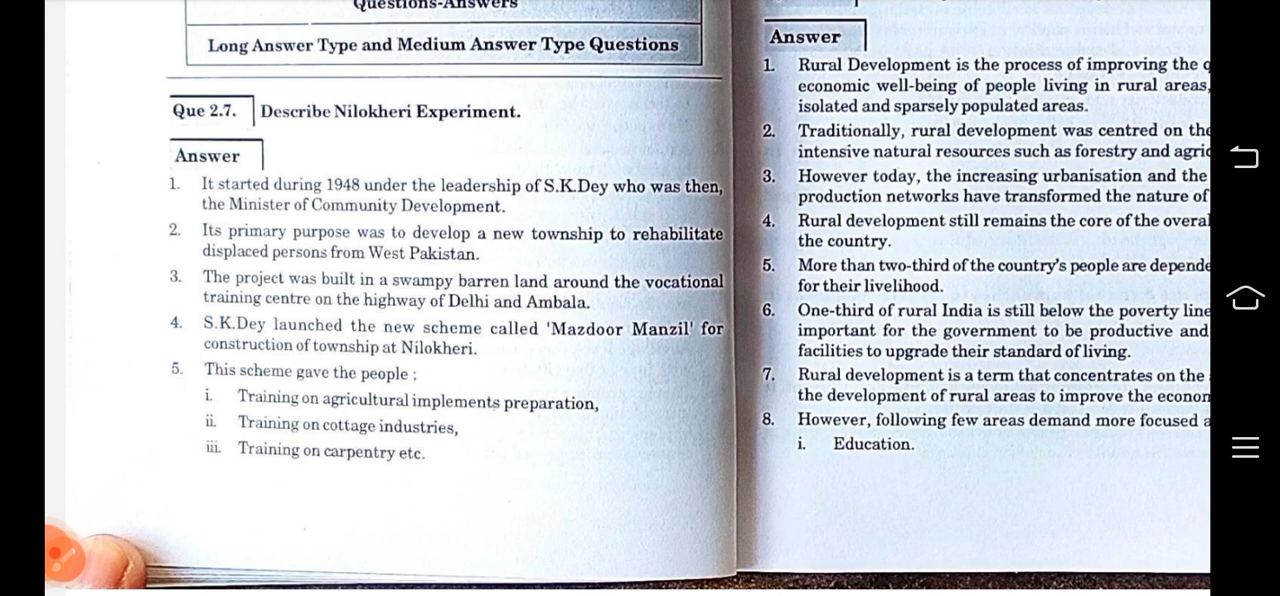 Questions-Answers
Long Answer Type and Medium Answer Type Questions
Que 2.7. Describe Nilokheri Experiment.
Answer
1. It started during 1948 under the leadership of S.K.Dey who was then,
the Minister of Community Development.
2. Its primary purpose was to develop a new township to rehabilitate
displaced persons from West Pakistan.
3. The project was built in a swampy barren land around the vocational
training centre on the highway of Delhi and Ambala.
4. S.K.Dey launched the new scheme called 'Mazdoor Manzil' for
construction of township at Nilokheri.
5. This scheme gave the people :
i. Training on agricultural implements preparation,
ii. Training on cottage industries,
iii. Training on carpentry etc.
Answer
1. Rural Development is the process of improving the
economic well-being of people living in rural areas,
isolated and sparsely populated areas.
2. Traditionally, rural development was centred on the
intensive natural resources such as forestry and
3. However today, the increasing urbanisation and the
production networks have transformed the nature of
4. Rural development still remains the core of the
the country.
5. More than two-third of the country's people are
for their livelihood.
6. One-third of rural India is still below the poverty line
important for the government to be productive and
facilities to upgrade their standard of living.
7. Rural development is a term that concentrates on the
the development of rural areas to improve the
8. However, following few areas demand more focused
i. Education.